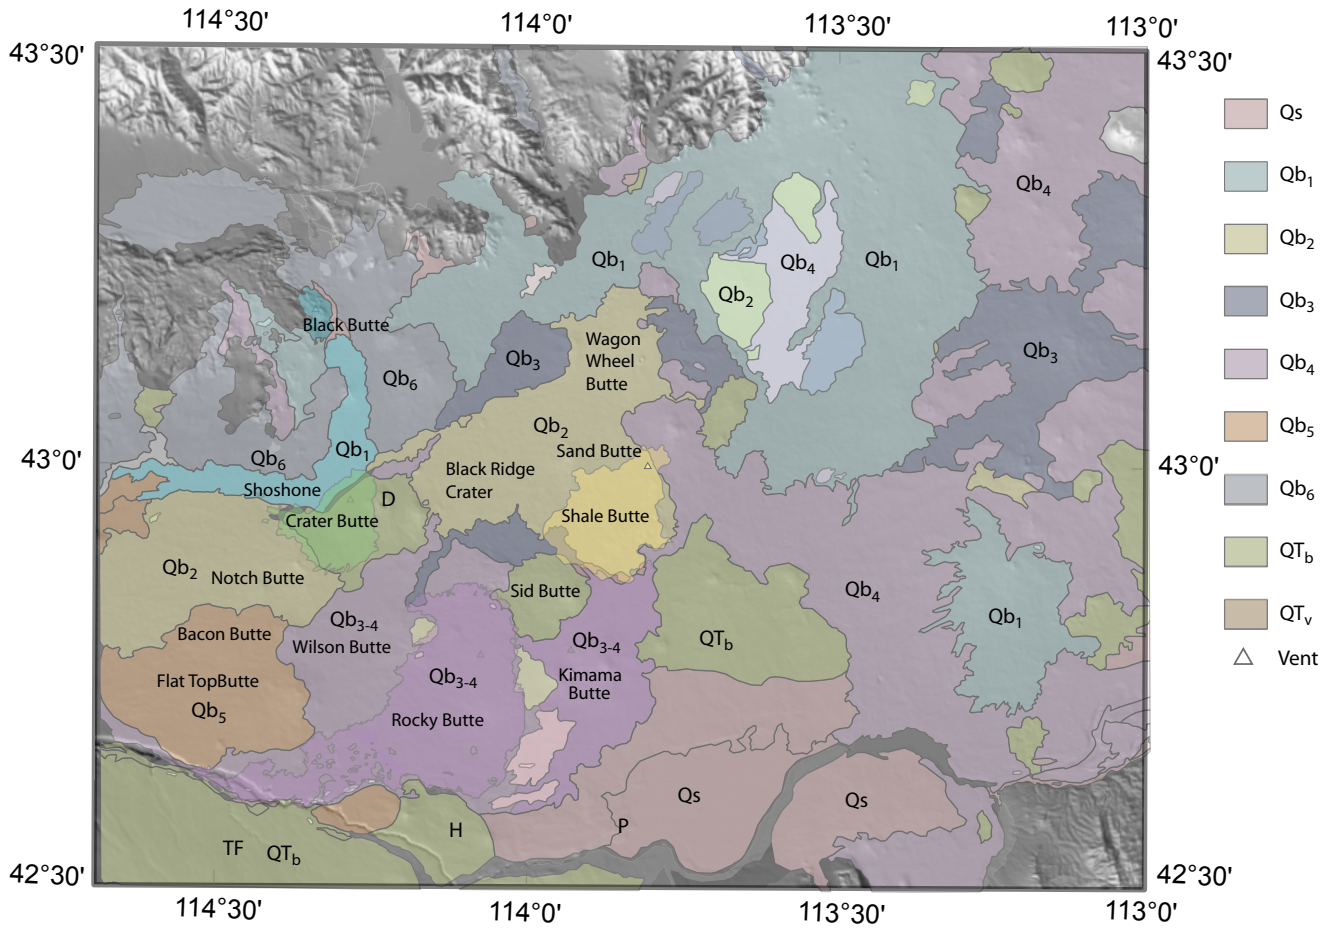 114°30' 114°0' 113°30' 113°0'
43°30' 43°30'
Qs
Qb1
Qb4
Qb2
Qb1 Qb4 Qb1
Qb2
Qb3
Black Butte
Wagon
Wheel
Butte
Qb3 Qb3
Qb6
Qb4
Qb2
Qb5
43°0' 43°0'
Qb6 Qb1
Sand Butte
Black Ridge
Crater
Shoshone
D
Qb6
Crater Butte
Shale Butte
QTb
Qb2 Notch Butte
Sid Butte
Qb4
Qb3-4
Wilson Butte
Bacon Butte
Qb1
QTv
Qb3-4
QTb
Vent
Flat TopButte
Qb5
Qb3-4
Kimama
Butte
Rocky Butte
Qs
Qs
P
H
TF QTb
42°30' 42°30'
114°30' 114°0' 113°30' 113°0'